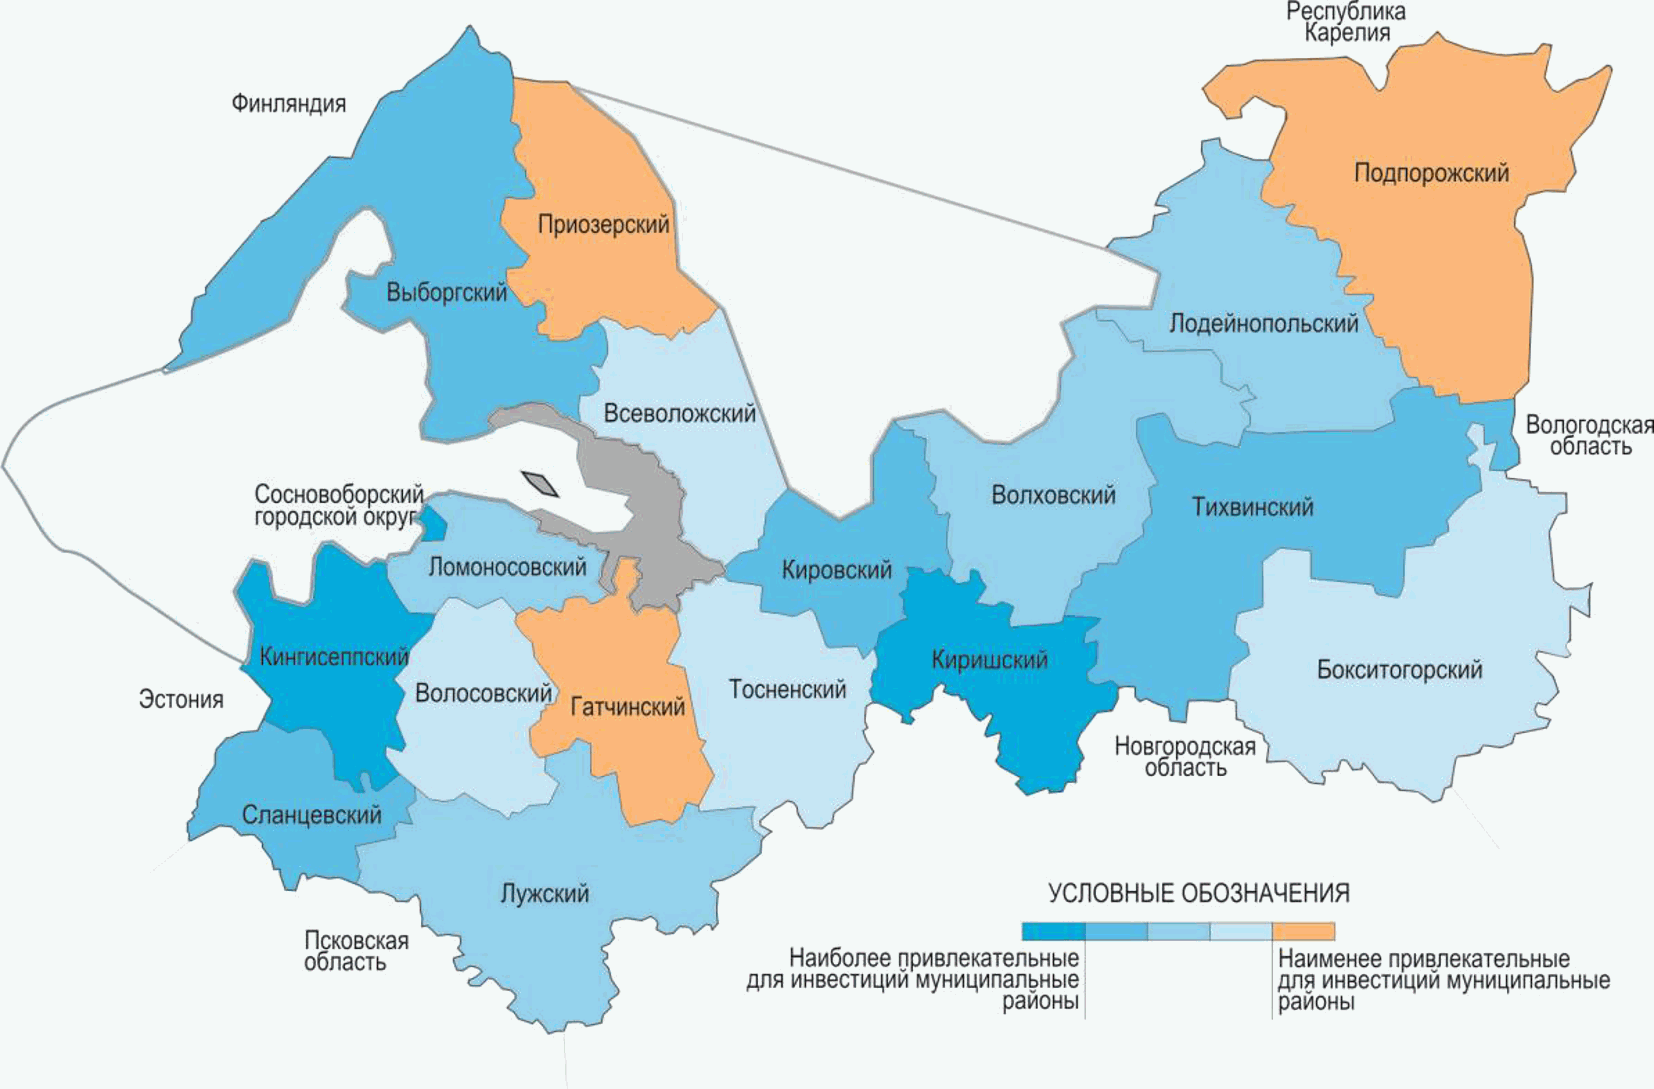 Республика
Карелия
Финляндия
Подпорожский
Приозерский
Выборгский
Лодейнопольский
Всеволожский
Вологодская
область
Сосновоборский
городской округ
Волховский
Тихвинский
Ломоносовский
Кировский
Кингисеппский
Киришский
Бокситогорский
Эстония
Волосовский
Гатчинский
Тосненский
Новгородская
область
Сланцевский
Лужский
Псковская
область
УСЛОВНЫЕ ОБОЗНАЧЕНИЯ
Наиболее привлекательные
для инвестиций муниципальные
районы
Наименее привлекательные
для инвестиций муниципальные
районы